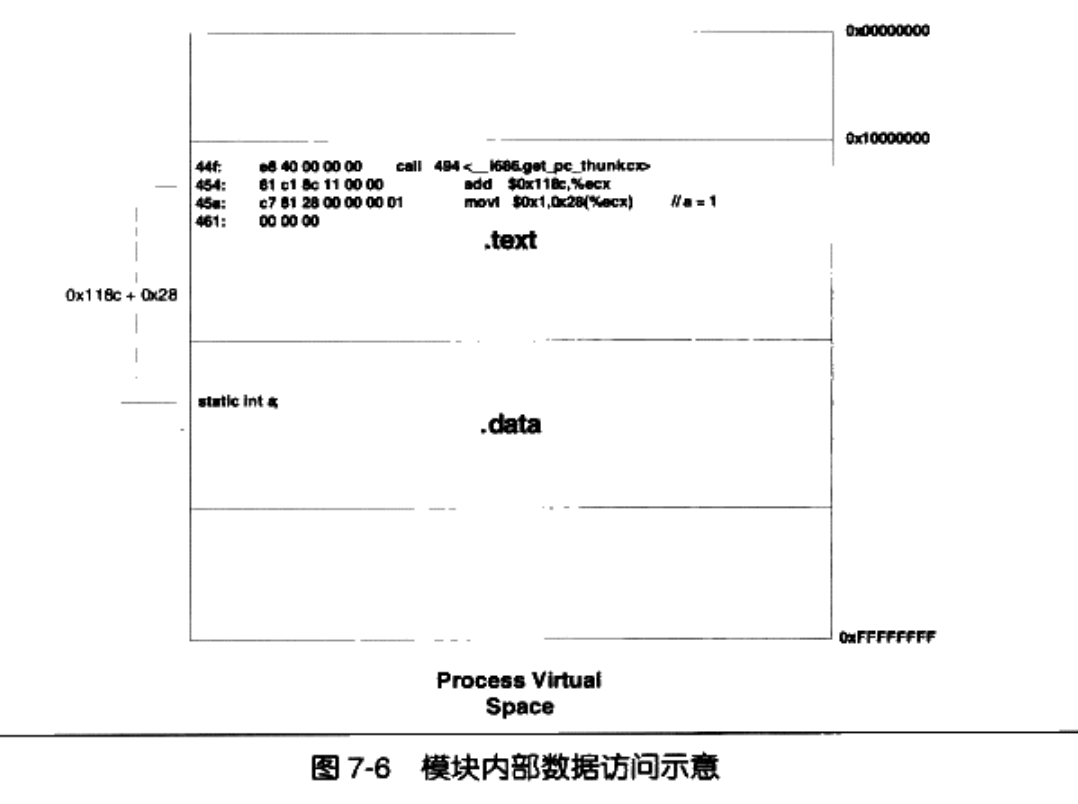 0x00000000
0x10000000
44f: e8 40 00 00 00 call 494 <__i686.get_pc_thunk.cx>
454: 81 c1 8c 11 00 00 add $0x118c,%ecx
45a: c7 81 28 00 00 00 01 movl $0x1,0x28(%ecx) // a = 1
461: 00 00 00
.text
0x118c + 0x28
static int a;
.data
0xFFFFFFFF
Process Virtual
Space
图 7-6 模块内部数据访问示意